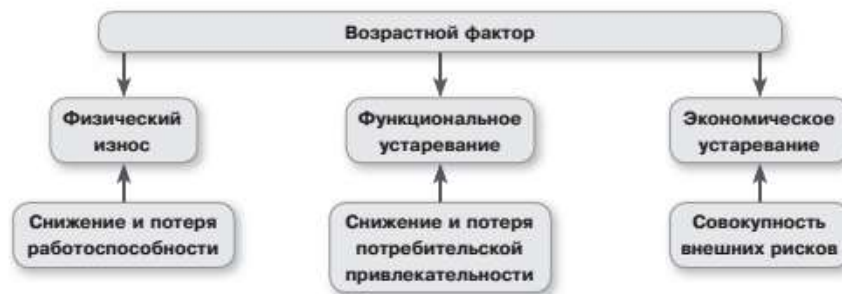 Возрастной фактор
Физический
износ
Функциональное
устаревание
Экономическое
устаревание
Снижение и потеря
работоспособности
Снижение и потеря
потребительской
привлекательности
Совокупность
внешних рисков